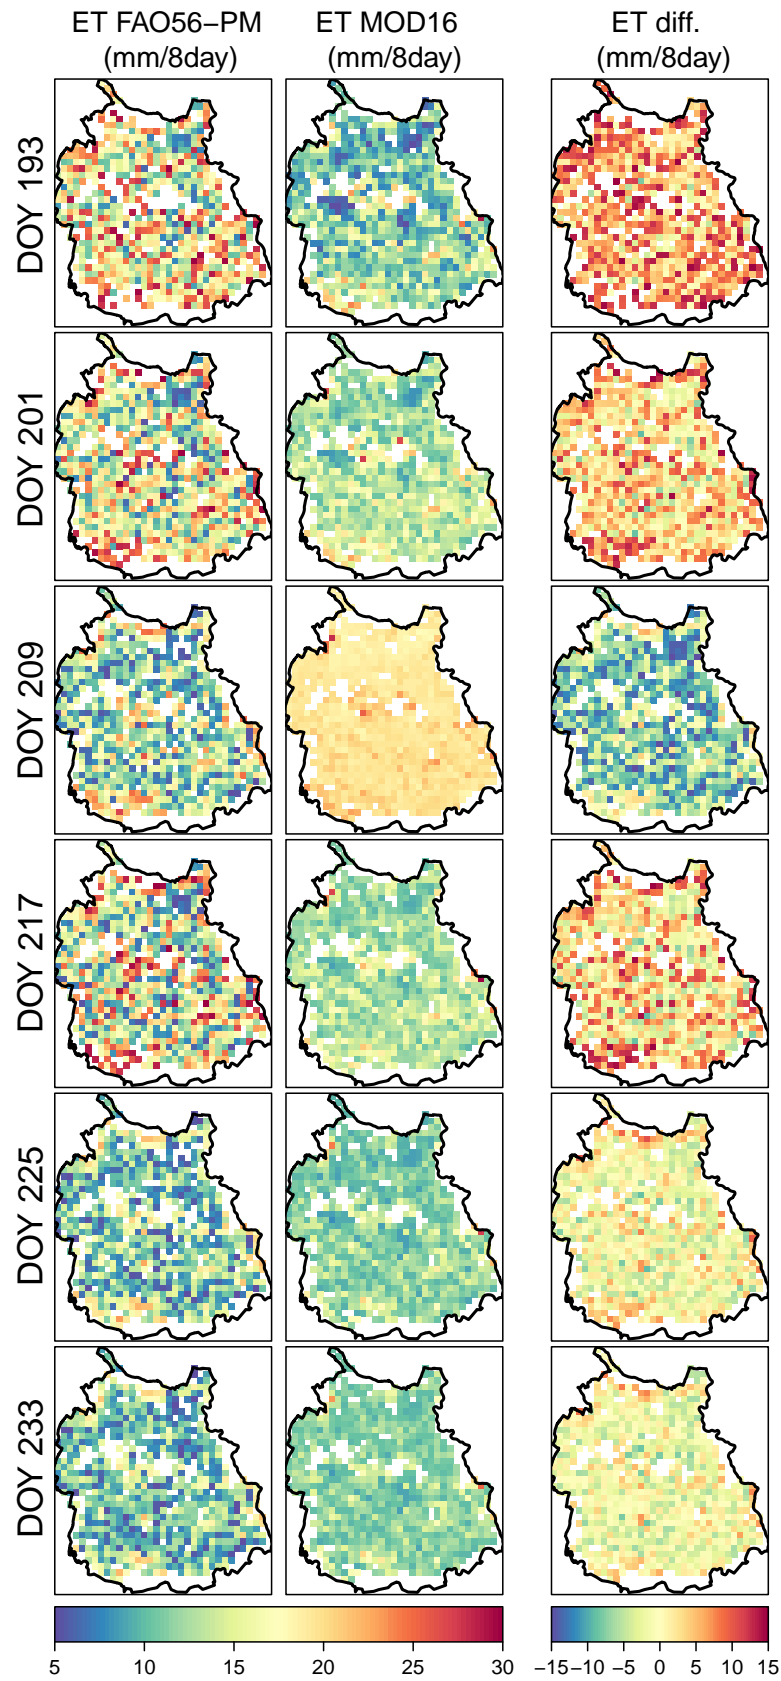 ET FAO56−PM ET MOD16 ET diff.
(mm/8day) (mm/8day) (mm/8day)
DOY 193
DOY 201
DOY 209
DOY 217
DOY 225
DOY 233
5 10 15 20 25 30 −15 −10 −5 0 5 10 15